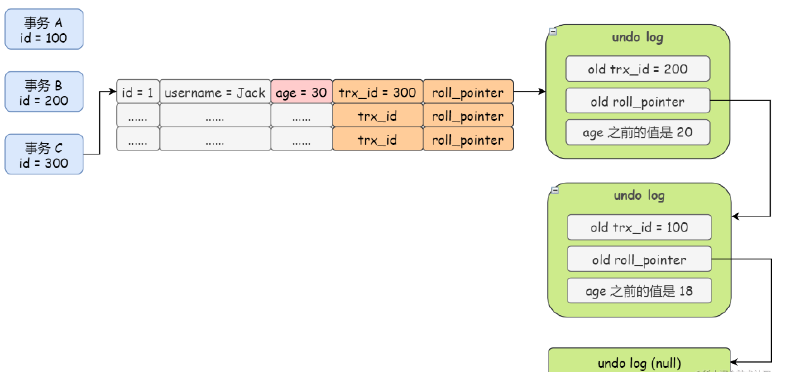 事务 A
id = 100
事务 B
id = 200
事务 C
id = 300
id = 1 username = Jack age = 30 trx_id = 300 roll_pointer
...... ...... ...... trx_id roll_pointer
...... ...... ...... trx_id roll_pointer
undo log
old trx_id = 200
old roll_pointer
age 之前的值是 20
undo log
old trx_id = 100
old roll_pointer
age 之前的值是 18
undo log (null)